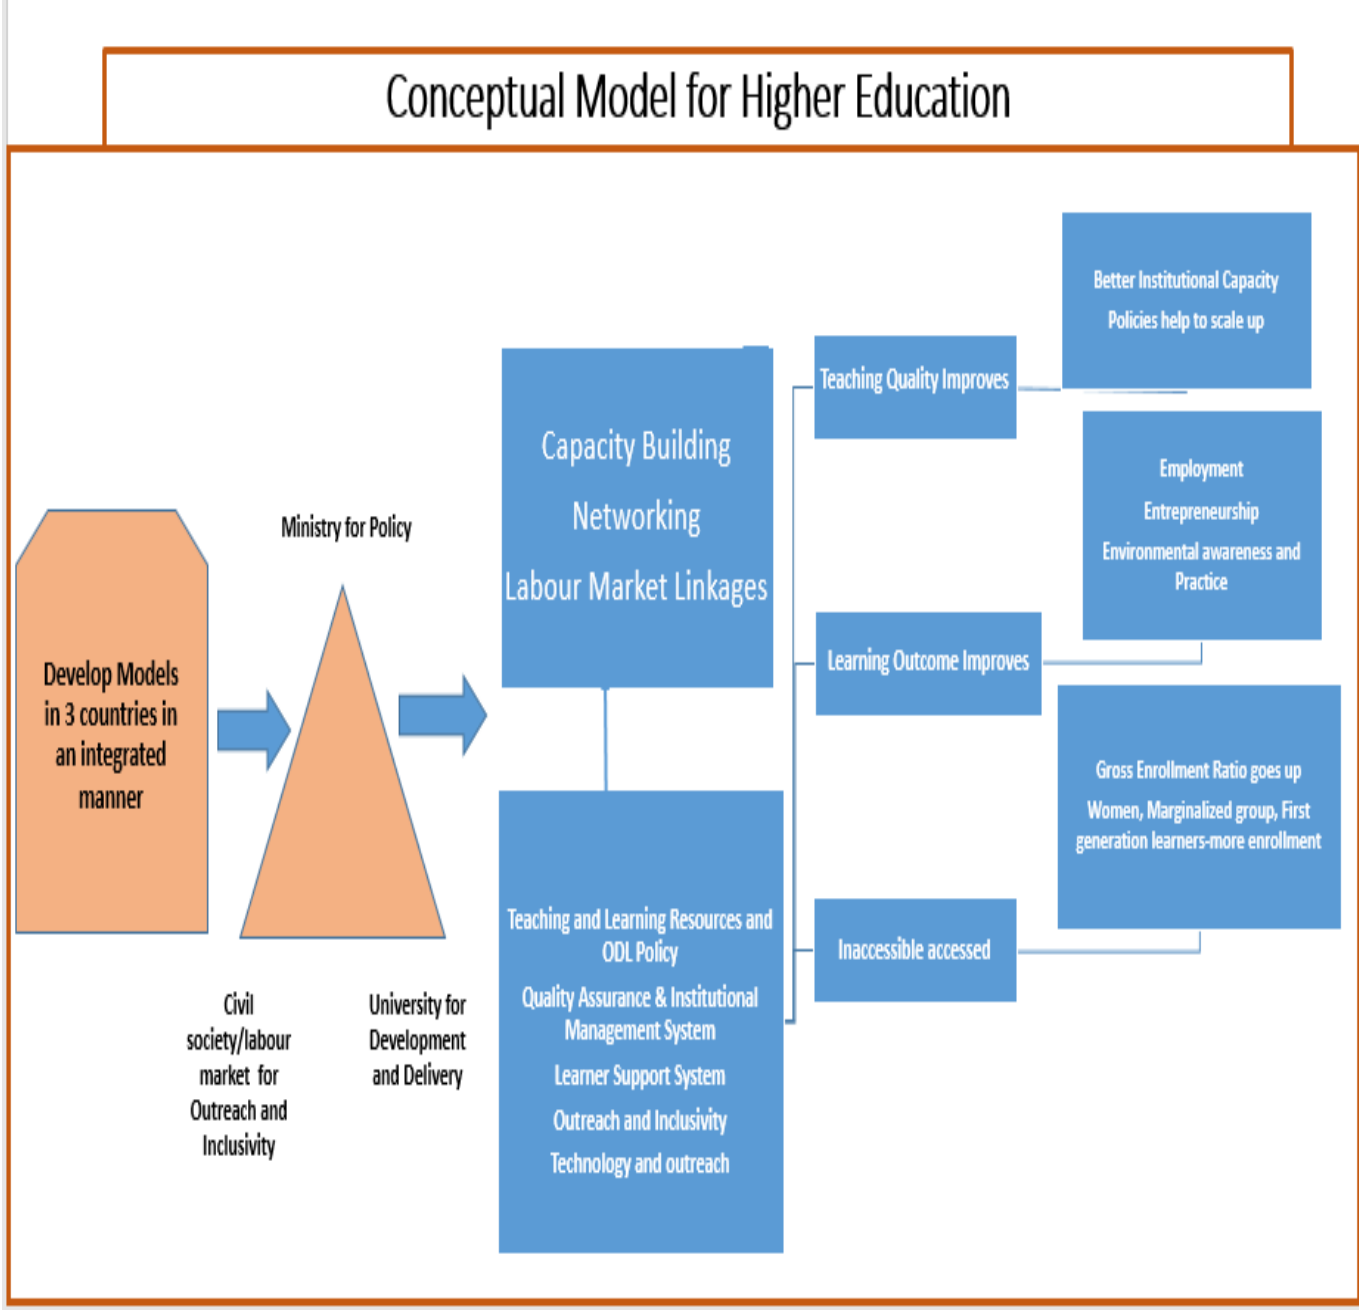 Conceptual Model for Higher Education
Develop Models
in 3 countries in
an integrated
manner
Ministry for Policy
Civil
society/labour
market for
Outreach and
Inclusivity
University for
Development
and Delivery
Capacity Building
Networking
Labour Market Linkages
Teaching and Learning Resources and
ODL Policy
Quality Assurance & Institutional
Management System
Learner Support System
Outreach and Inclusivity
Technology and outreach
Teaching Quality Improves
Learning Outcome Improves
Inaccessible accessed
Better Institutional Capacity
Policies help to scale up
Employment
Entrepreneurship
Environmental awareness and
Practice
Gross Enrollment Ratio goes up
Women, Marginalized group, First
generation learners-more enrollment